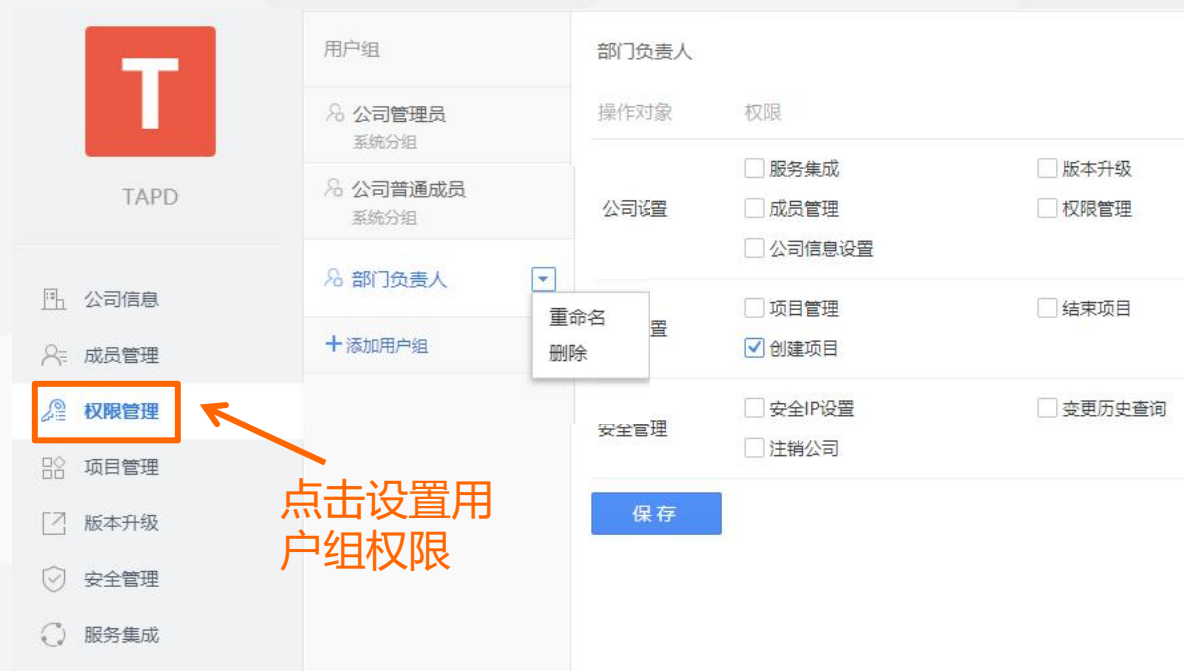 T
TAPD
公司信息
成员管理
权限管理
项目管理
版本升级
安全管理
服务集成
用户组
公司管理员
系统分组
公司普通成员
系统分组
部门负责人
重命名
删除
+添加用户组
点击设置用
户组权限
部门负责人
操作对象 权限
公司设置
服务集成 版本升级
成员管理 权限管理
公司信息设置
置
项目管理 结束项目
创建项目
安全管理
安全IP设置 变更历史查询
注销公司
保存